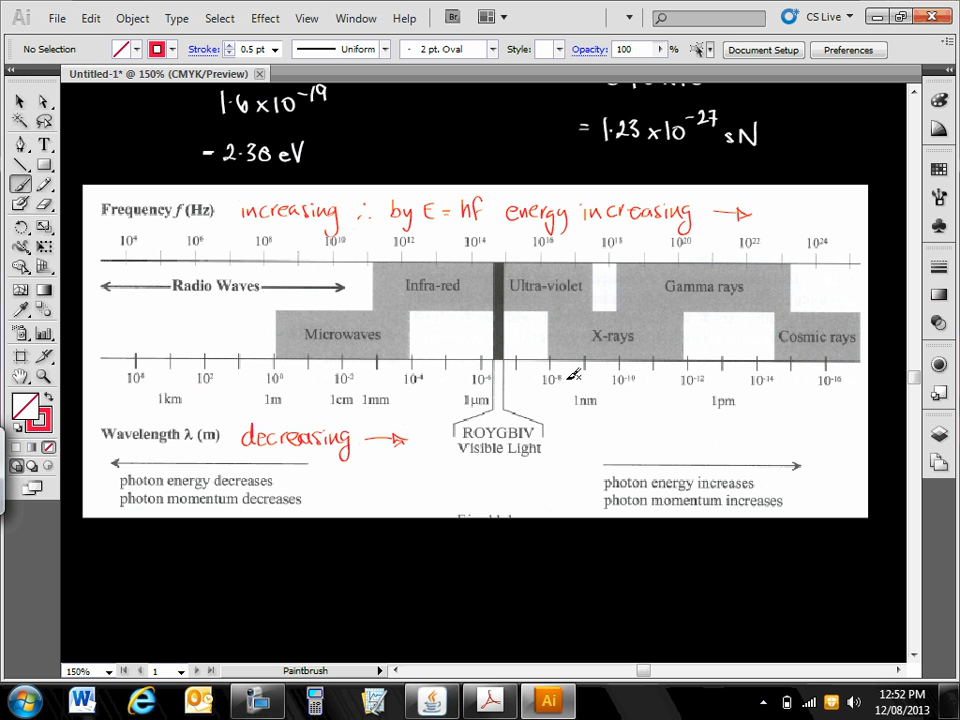 Ai File Edit Object Type Select Effect View Window Help Br CS Live
No Selection Stroke: 0.5 pt Uniform 2 pt. Oval Style: Opacity: 100 % Document Setup Preferences
Untitled-1* @ 150% (CMYK/Preview)
1.6 x10⁻¹⁹
= 1.23 x10⁻²⁷ sN
- 2.38 eV
Frequency f (Hz) increasing ∴ by E = hf energy increasing →
10⁴ 10⁶ 10⁸ 10¹⁰ 10¹² 10¹⁴ 10¹⁶ 10¹⁸ 10²⁰ 10²² 10²⁴
Radio Waves Infra-red Ultra-violet Gamma rays
Microwaves X-rays Cosmic rays
10² 10⁰ 10⁻² 10⁻⁴ 10⁻⁶ 10⁻⁸ 10⁻¹⁰ 10⁻¹² 10⁻¹⁴ 10⁻¹⁶
1km 1m 1cm 1mm 1μm 1nm 1pm
Wavelength λ (m) decreasing →
ROYGBIV
Visible Light
photon energy decreases
photon momentum decreases
photon energy increases
photon momentum increases
150% 1 Paintbrush
12:52 PM
12/08/2013